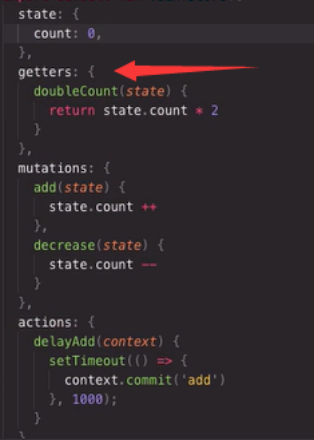 state: {
count: 0,
},
getters: {
doubleCount(state) {
return state.count * 2
}
},
mutations: {
add(state) {
state.count ++
},
decrease(state) {
state.count --
}
},
actions: {
delayAdd(context) {
setTimeout(() => {
context.commit('add')
}, 1000);
}
}